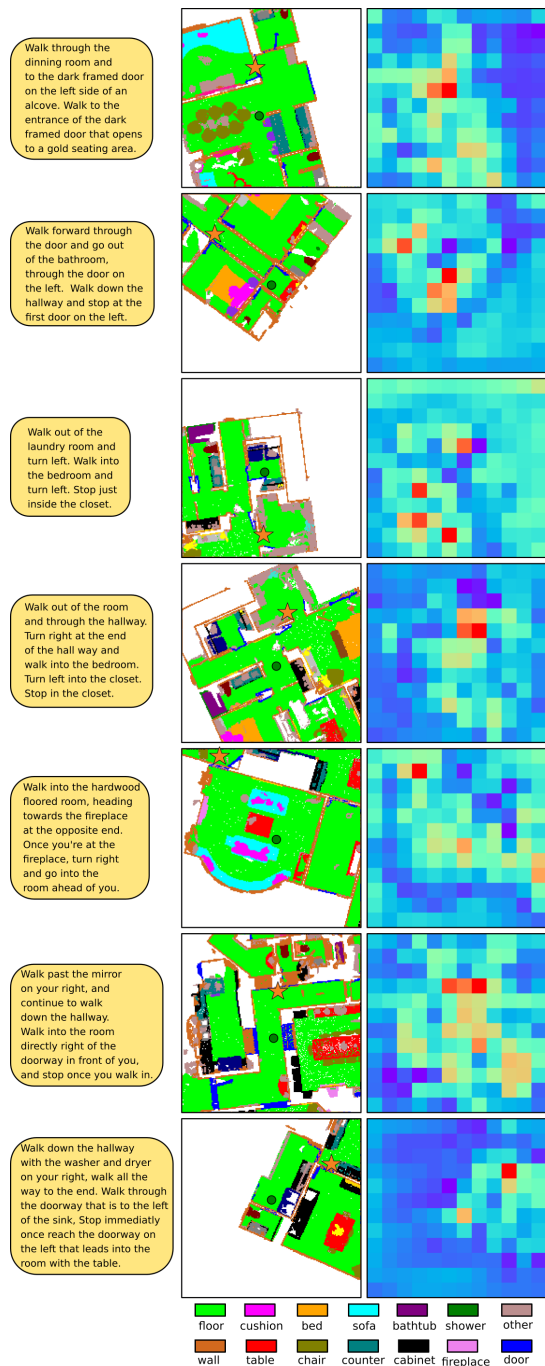 Walk through the
dinning room and
to the dark framed door
on the left side of an
alcove. Walk to the
entrance of the dark
framed door that opens
to a gold seating area.
Walk forward through
the door and go out
of the bathroom,
through the door on
the left.  Walk down the
hallway and stop at the
first door on the left.
Walk out of the
laundry room and
turn left. Walk into
the bedroom and
turn left. Stop just
inside the closet.
Walk out of the room
and through the hallway.
Turn right at the end
of the hall way and
walk into the bedroom.
Turn left into the closet.
Stop in the closet.
Walk into the hardwood
floored room, heading
towards the fireplace
at the opposite end.
Once you're at the
fireplace, turn right
and go into the
room ahead of you.
Walk past the mirror
on your right, and
continue to walk
down the hallway.
Walk into the room
directly right of the
doorway in front of you,
and stop once you walk in.
Walk down the hallway
with the washer and dryer
on your right, walk all the
way to the end. Walk through
the doorway that is to the left
of the sink, Stop immediatly
once reach the doorway on
the left that leads into the
room with the table.
floor cushion bed sofa bathtub shower other
wall table chair counter cabinet fireplace door